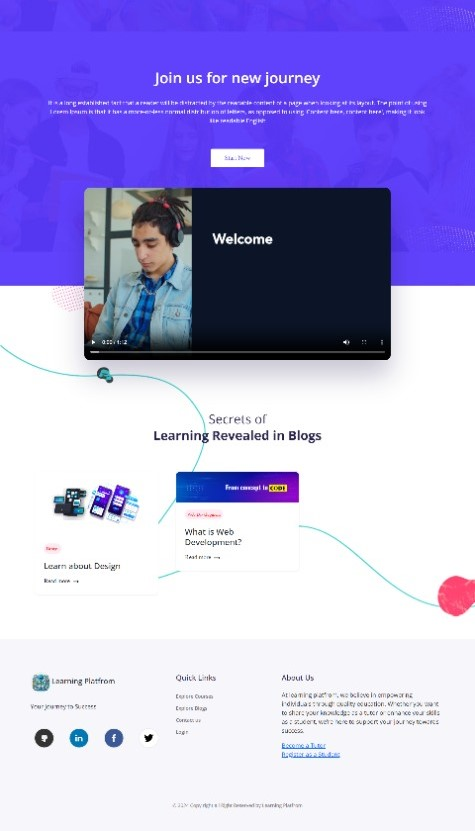 Join us for new journey
It is a long established fact that a reader will be distracted by the readable content of a page when looking at its layout. The point of using
Lorem Ipsum is that it has a more-or-less normal distribution of letters, as opposed to using 'Content here, content here', making it look
like readable English
Start Now
Welcome
0:00 / 4:12
Secrets of
Learning Revealed in Blogs
From concept to CODE
What is Web
Development?
Read more →
Learn about Design
Read more →
Learning Platfrom
Your Journey to Success
Quick Links
Explore Courses
Explore Blogs
Contact us
Login
About Us
At learning platfrom, we believe in empowering
individuals through quality education. Whether you want
to share your knowledge as a tutor or enhance your skills
as a student, we're here to support your journey towards
success.
Become a Tutor
Register as a Student
© 2024 Copyright All Right Reserved by Learning Platfrom